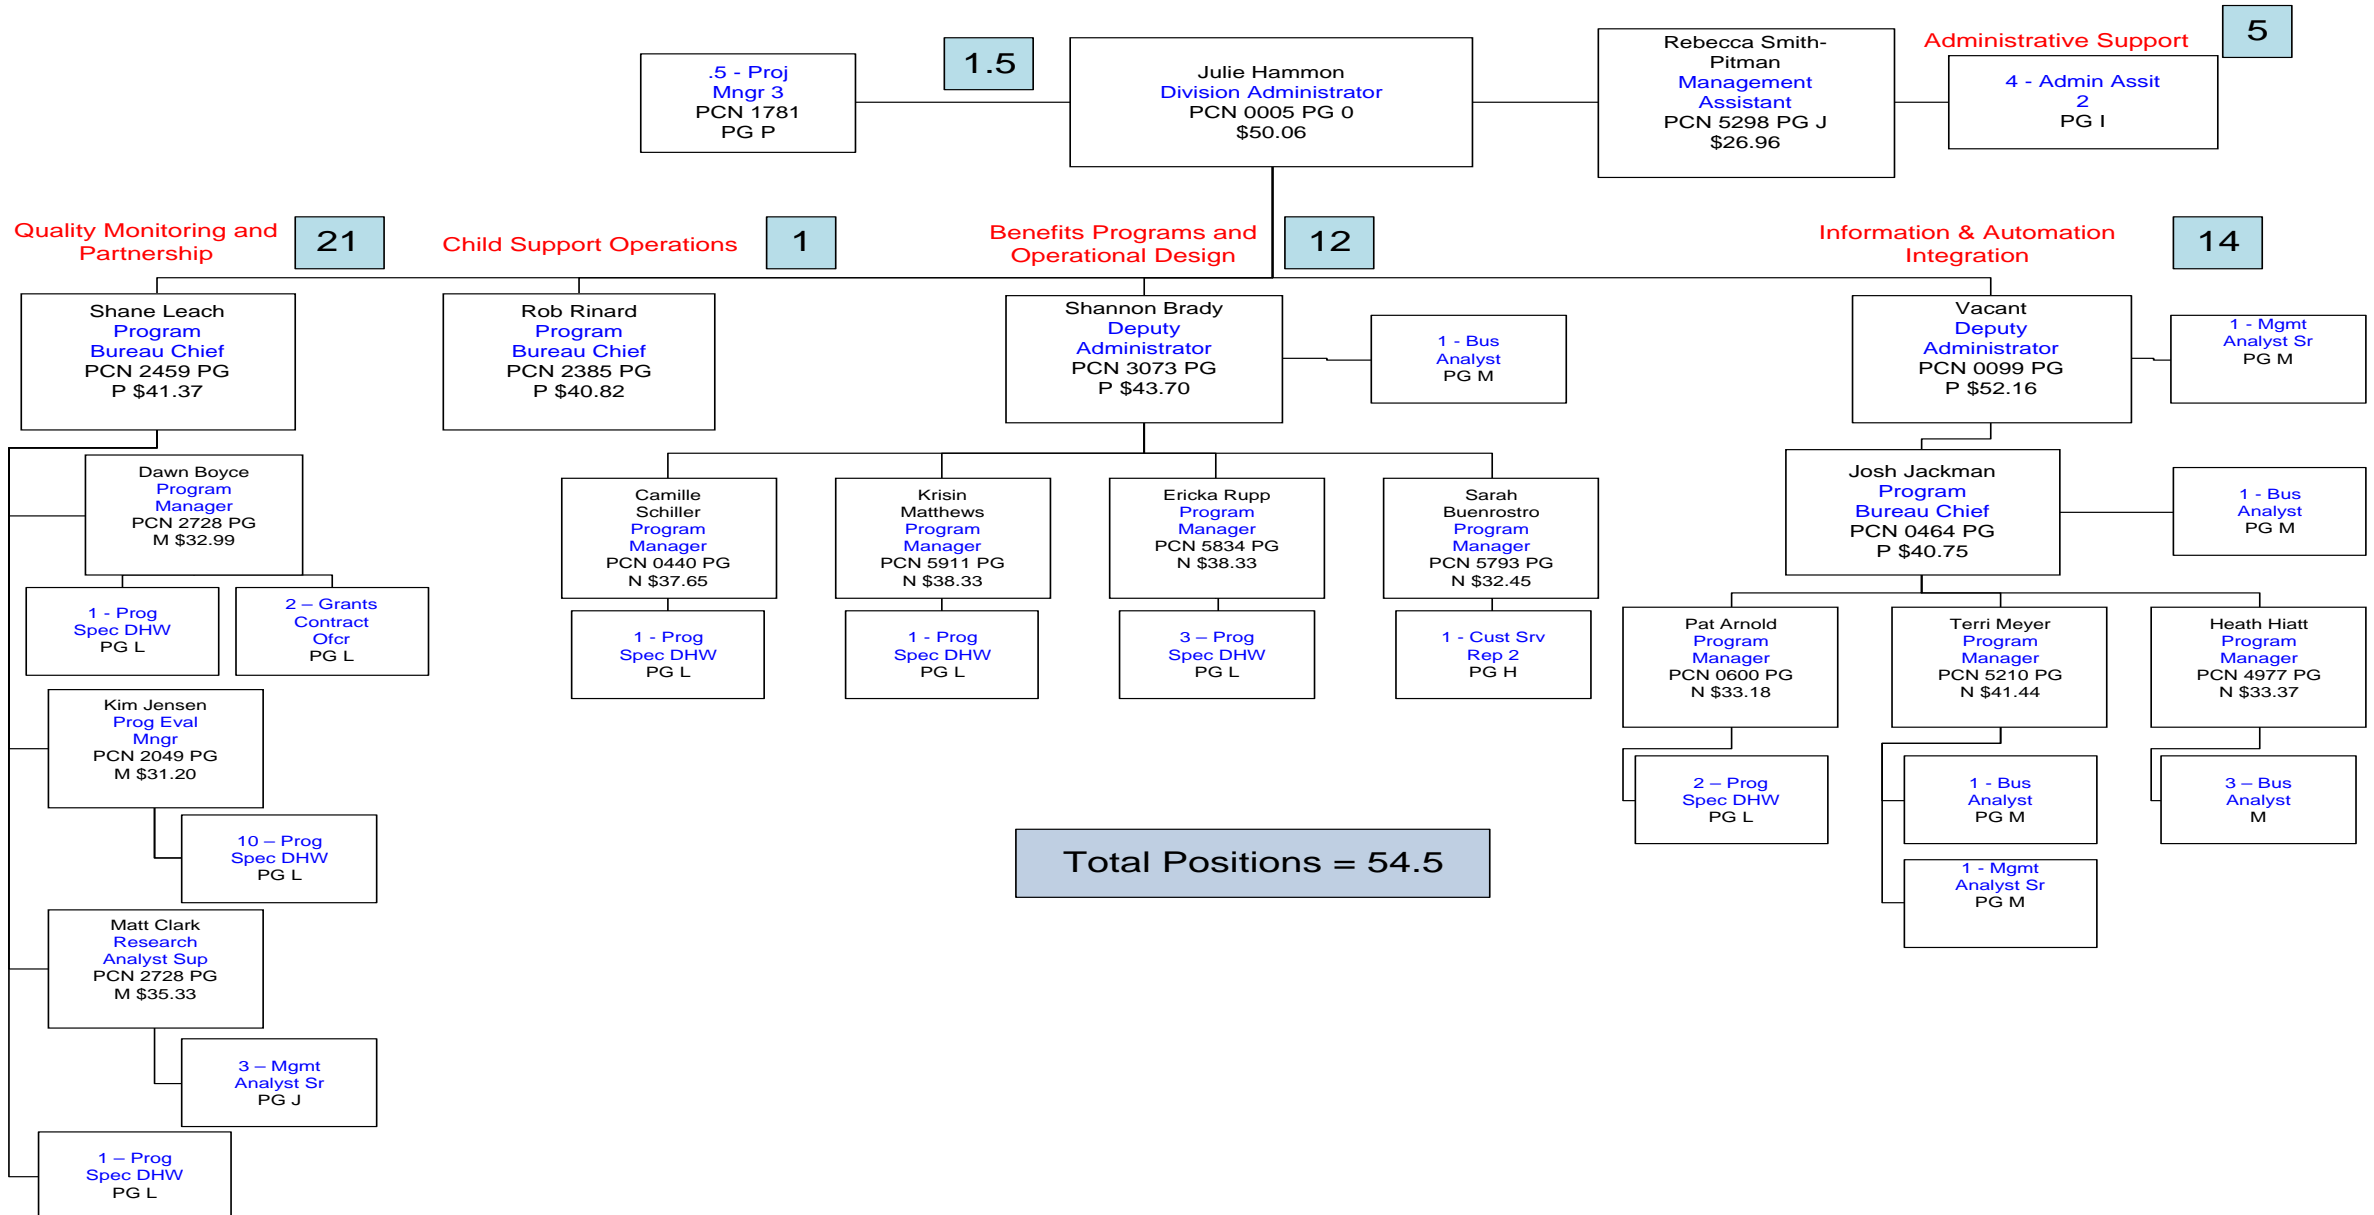 .5 - Proj
Mngr 3
PCN 1781
PG P
1.5
Julie Hammon
Division Administrator
PCN 0005 PG 0
$50.06
Rebecca Smith-
Pitman
Management
Assistant
PCN 5298 PG J
$26.96
Administrative Support
5
4 - Admin Assit
2
PG I
Quality Monitoring and
Partnership
21
Child Support Operations
1
Benefits Programs and
Operational Design
12
Information & Automation
Integration
14
Shane Leach
Program
Bureau Chief
PCN 2459 PG
P $41.37
Rob Rinard
Program
Bureau Chief
PCN 2385 PG
P $40.82
Shannon Brady
Deputy
Administrator
PCN 3073 PG
P $43.70
1 - Bus
Analyst
PG M
Vacant
Deputy
Administrator
PCN 0099 PG
P $52.16
1 - Mgmt
Analyst Sr
PG M
Dawn Boyce
Program
Manager
PCN 2728 PG
M $32.99
1 - Prog
Spec DHW
PG L
2 – Grants
Contract
Ofcr
PG L
Kim Jensen
Prog Eval
Mngr
PCN 2049 PG
M $31.20
10 – Prog
Spec DHW
PG L
Matt Clark
Research
Analyst Sup
PCN 2728 PG
M $35.33
3 – Mgmt
Analyst Sr
PG J
1 – Prog
Spec DHW
PG L
Camille
Schiller
Program
Manager
PCN 0440 PG
N $37.65
1 - Prog
Spec DHW
PG L
Krisin
Matthews
Program
Manager
PCN 5911 PG
N $38.33
1 - Prog
Spec DHW
PG L
Ericka Rupp
Program
Manager
PCN 5834 PG
N $38.33
3 – Prog
Spec DHW
PG L
Sarah
Buenrostro
Program
Manager
PCN 5793 PG
N $32.45
1 - Cust Srv
Rep 2
PG H
Josh Jackman
Program
Bureau Chief
PCN 0464 PG
P $40.75
1 - Bus
Analyst
PG M
Pat Arnold
Program
Manager
PCN 0600 PG
N $33.18
2 – Prog
Spec DHW
PG L
Terri Meyer
Program
Manager
PCN 5210 PG
N $41.44
1 - Bus
Analyst
PG M
1 - Mgmt
Analyst Sr
PG M
Heath Hiatt
Program
Manager
PCN 4977 PG
N $33.37
3 – Bus
Analyst
M
Total Positions = 54.5